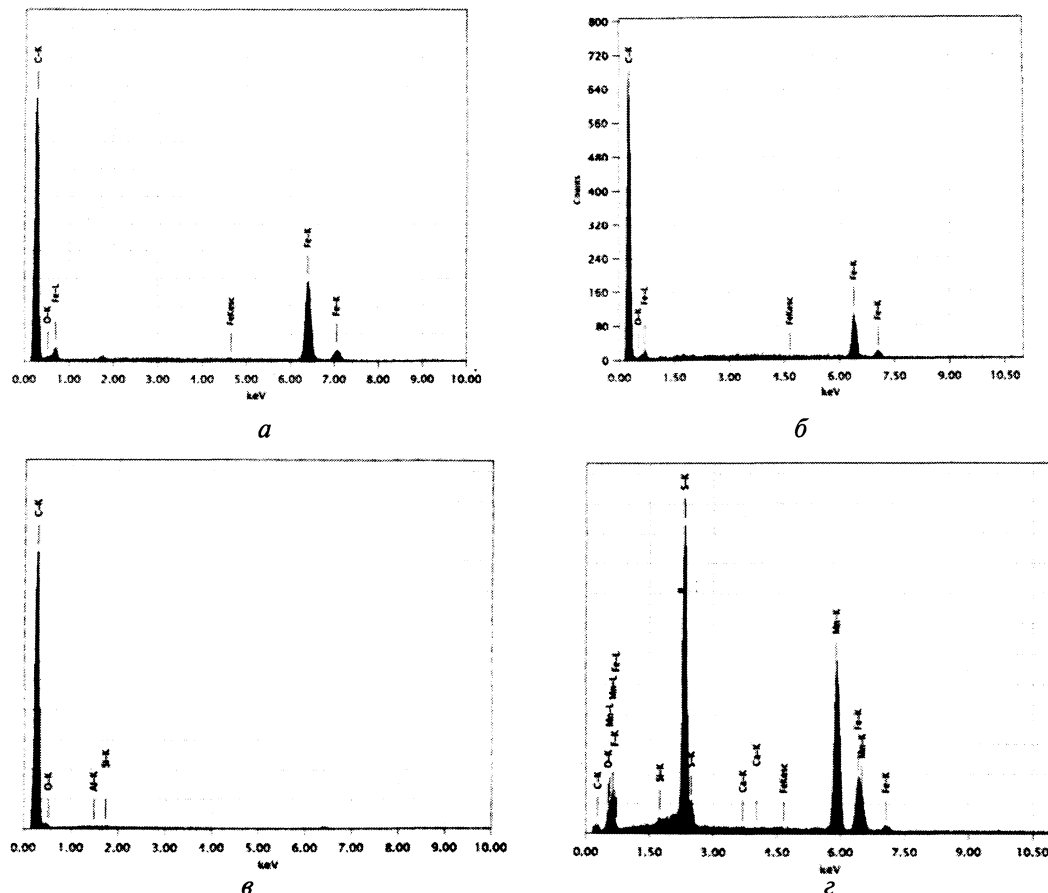 C-K
O-K
Fe-L
FeKesc
Fe-K
Fe-K
0.00 1.00 2.00 3.00 4.00 5.00 6.00 7.00 8.00 9.00 10.00
keV
а
800
720
640
560
480
400
320
240
160
80
0
Counts
C-K
O-K
Fe-L
FeKesc
Fe-K
Fe-K
0.00 1.50 3.00 4.50 6.00 7.50 9.00 10.50
keV
б
C-K
O-K
Al-K
Si-K
0.00 1.00 2.00 3.00 4.00 5.00 6.00 7.00 8.00 9.00 10.00
keV
в
C-K
O-K
Mn-L
F-K
Mn-L
Fe-L
Si-K
S-K
S-K
Ca-K
Ca-K
FeKesc
Mn-K
Fe-K
Mn-K
Fe-K
0.00 1.50 3.00 4.50 6.00 7.50 9.00 10.50
keV
г